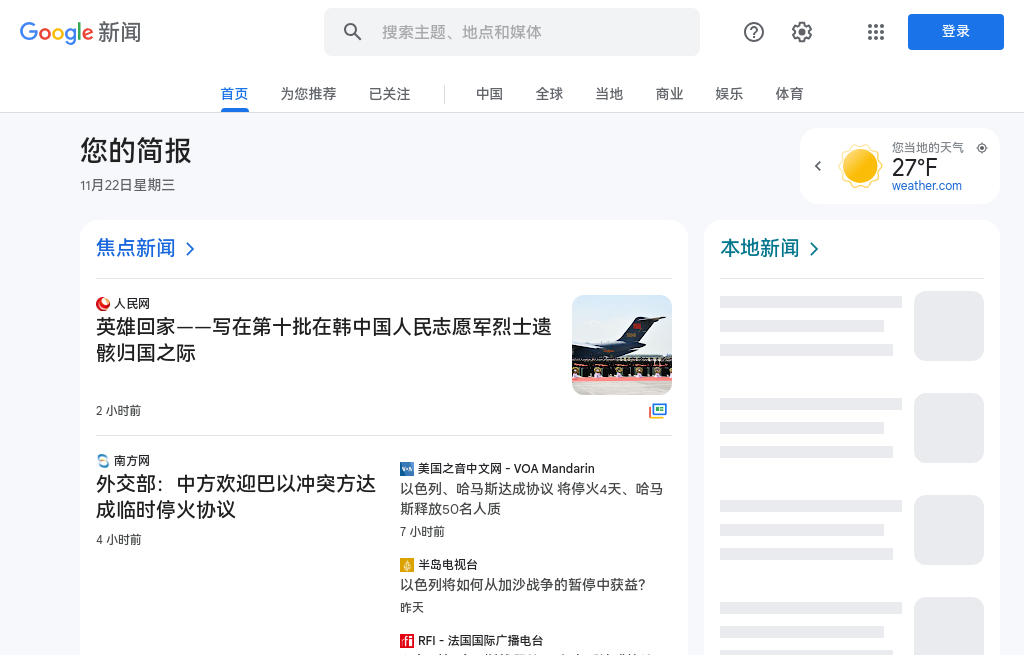 Google 新闻
搜索主题、地点和媒体
登录
首页
为您推荐
已关注
中国
全球
当地
商业
娱乐
体育
您的简报
11月22日星期三
您当地的天气
27°F
weather.com
焦点新闻
人民网
英雄回家——写在第十批在韩中国人民志愿军烈士遗
骸归国之际
2 小时前
南方网
外交部：中方欢迎巴以冲突方达
成临时停火协议
4 小时前
美国之音中文网 - VOA Mandarin
以色列、哈马斯达成协议 将停火4天、哈马
斯释放50名人质
7 小时前
半岛电视台
以色列将如何从加沙战争的暂停中获益？
昨天
RFI - 法国国际广播电台
本地新闻